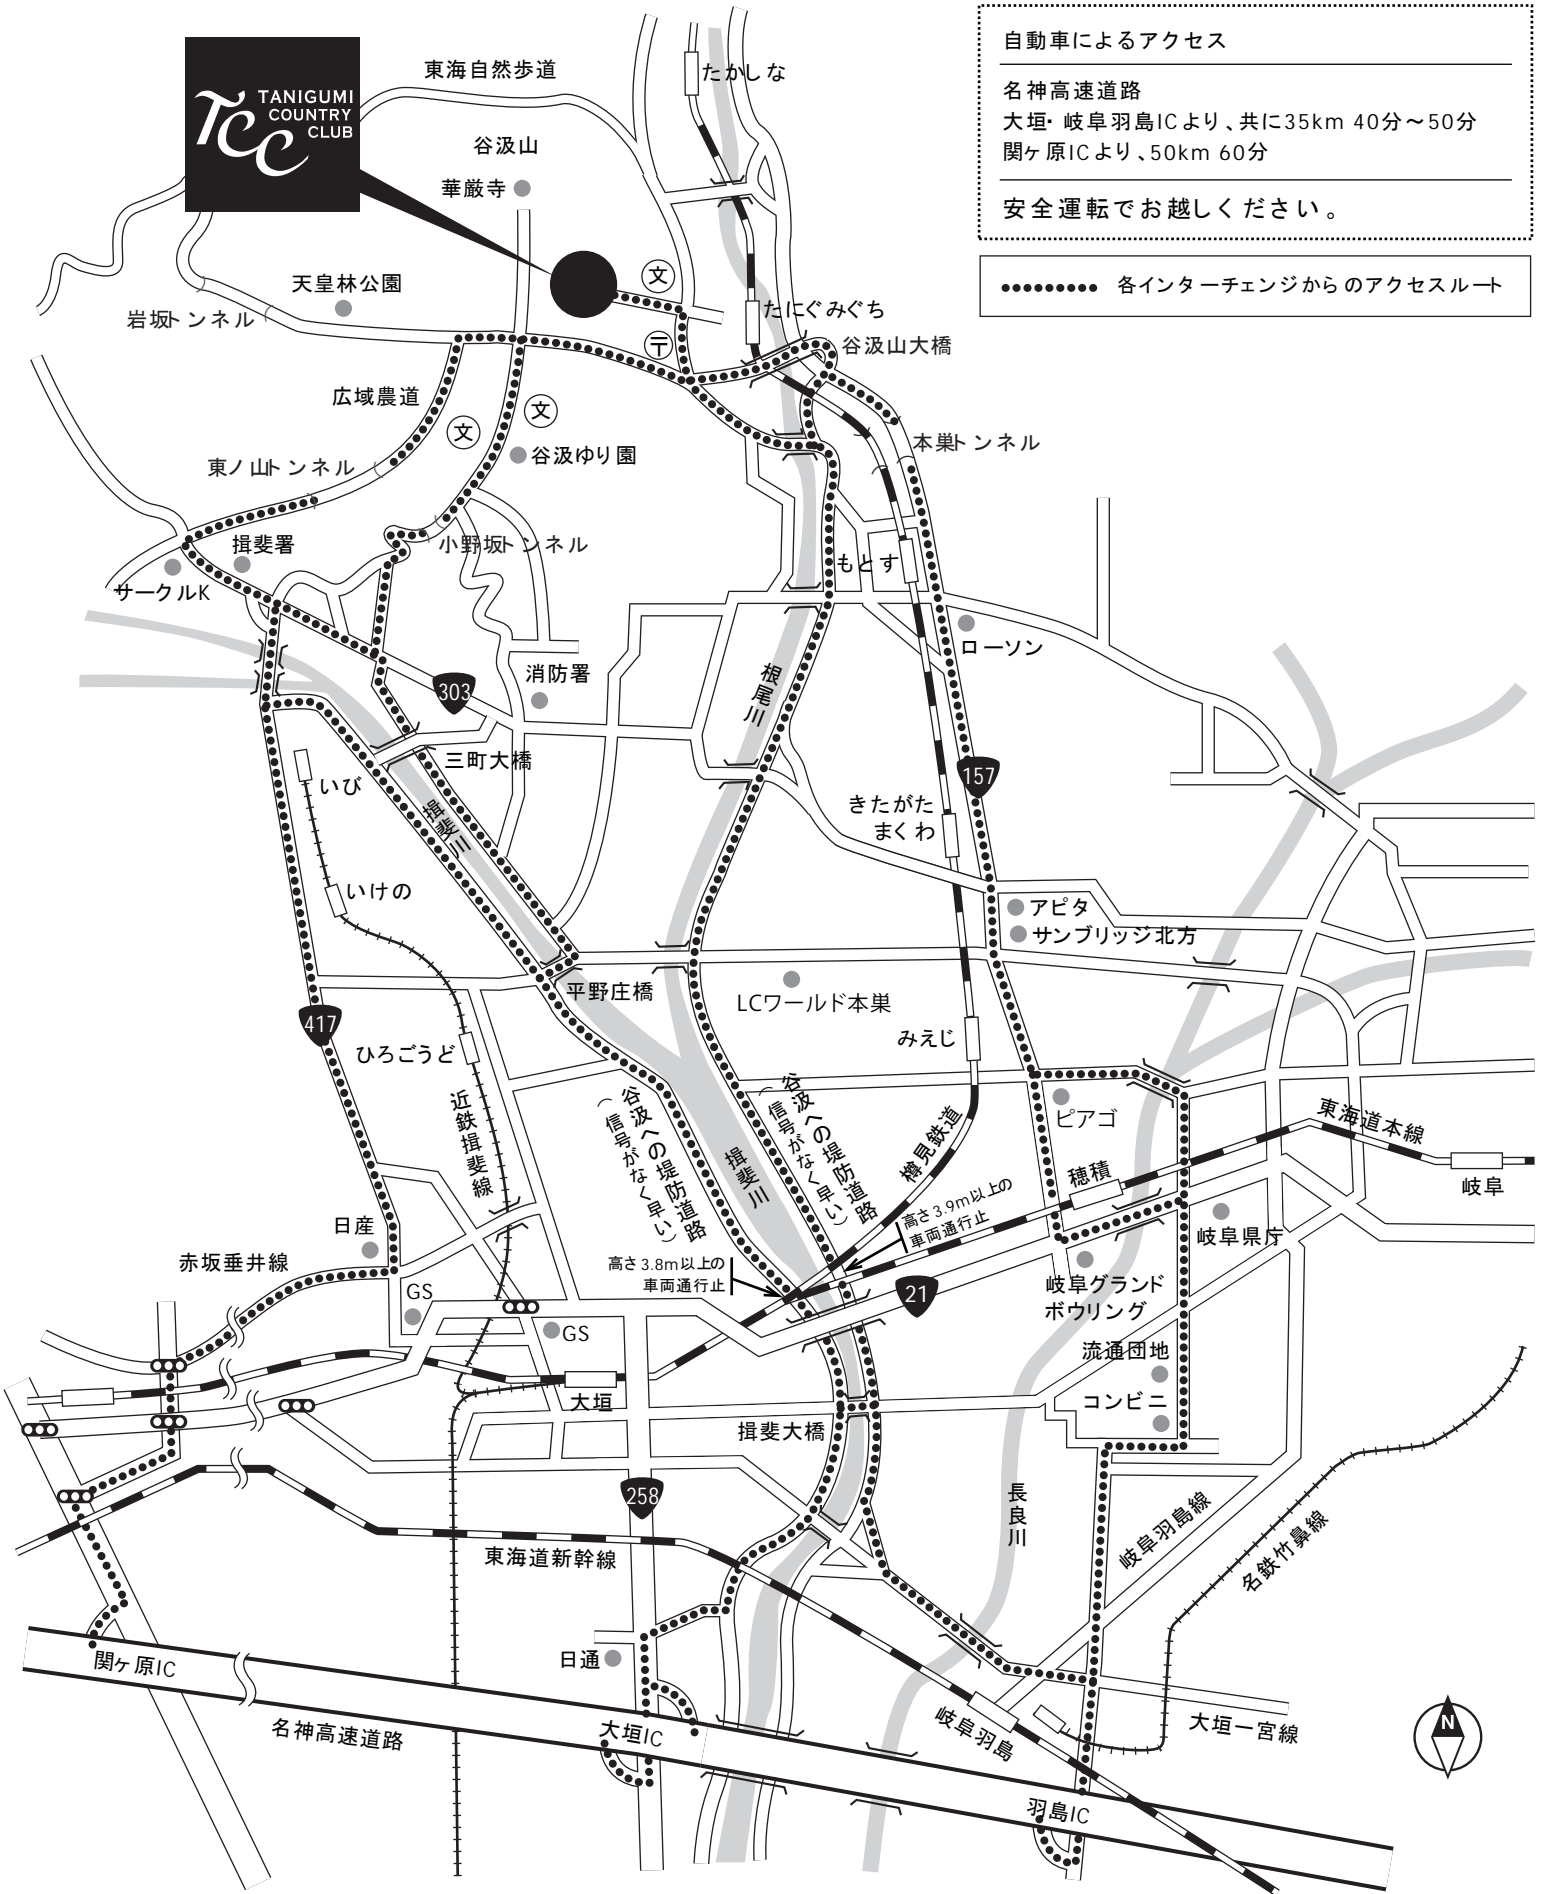 自動車によるアクセス
名神高速道路
大垣・岐阜羽島ICより、共に35km 40分〜50分
関ヶ原ICより、50km 60分
安全運転でお越しください。
各インターチェンジからのアクセスルート
TCC
TANIGUMI
COUNTRY
CLUB
東海自然歩道
たかしな
谷汲山
華厳寺
文
天皇林公園
岩坂トンネル
たにぐみぐち
〒
谷汲山大橋
広域農道
文
文
本巣トンネル
谷汲ゆり園
東ノ山トンネル
揖斐署
小野坂トンネル
もとす
サークルK
ローソン
消防署
303
根尾川
三町大橋
157
いび
きたがた
まくわ
揖斐川
いけの
アピタ
サンブリッジ北方
平野庄橋
LCワールド本巣
417
ひろごうど
みえじ
近鉄揖斐線
谷汲への堤防道路
(信号がなく早い)
谷汲への堤防道路
(信号がなく早い)
ピアゴ
樽見鉄道
東海道本線
揖斐川
穂積
岐阜
高さ3.9m以上の
車両通行止
日産
岐阜県庁
赤坂垂井線
高さ3.8m以上の
車両通行止
GS
21
岐阜グランド
ボウリング
GS
流通団地
大垣
コンビニ
揖斐大橋
258
長良川
岐阜羽島線
名鉄竹鼻線
東海道新幹線
日通
関ヶ原IC
名神高速道路
大垣IC
岐阜羽島
大垣一宮線
N
羽島IC